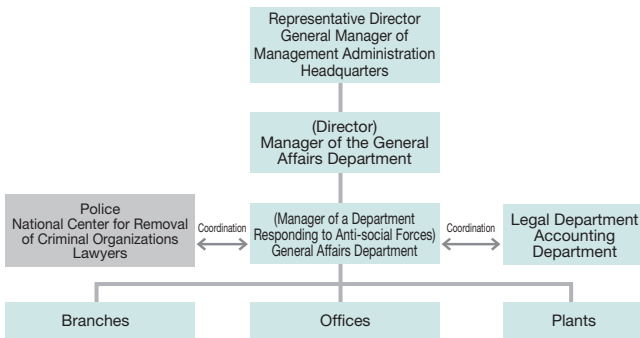 Representative Director
General Manager of
Management Administration
Headquarters
(Director)
Manager of the General
Affairs Department
Police
National Center for Removal
of Criminal Organizations
Lawyers
Coordination
(Manager of a Department
Responding to Anti-social Forces)
General Affairs Department
Coordination
Legal Department
Accounting
Department
Branches
Offices
Plants